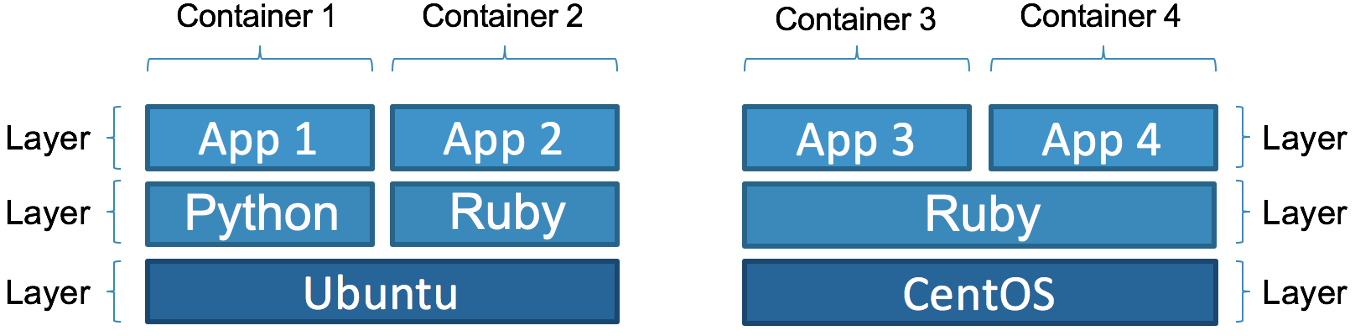 Container 1 Container 2 Container 3 Container 4
Layer App 1 App 2 App 3 App 4 Layer
Layer Python Ruby Ruby Layer
Layer Ubuntu CentOS Layer